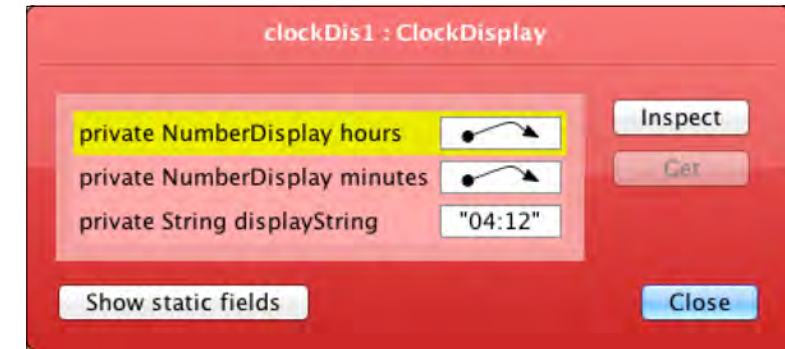 clockDis1 : ClockDisplay
private NumberDisplay hours
private NumberDisplay minutes
private String displayString "04:12"
Inspect
Get
Show static fields
Close